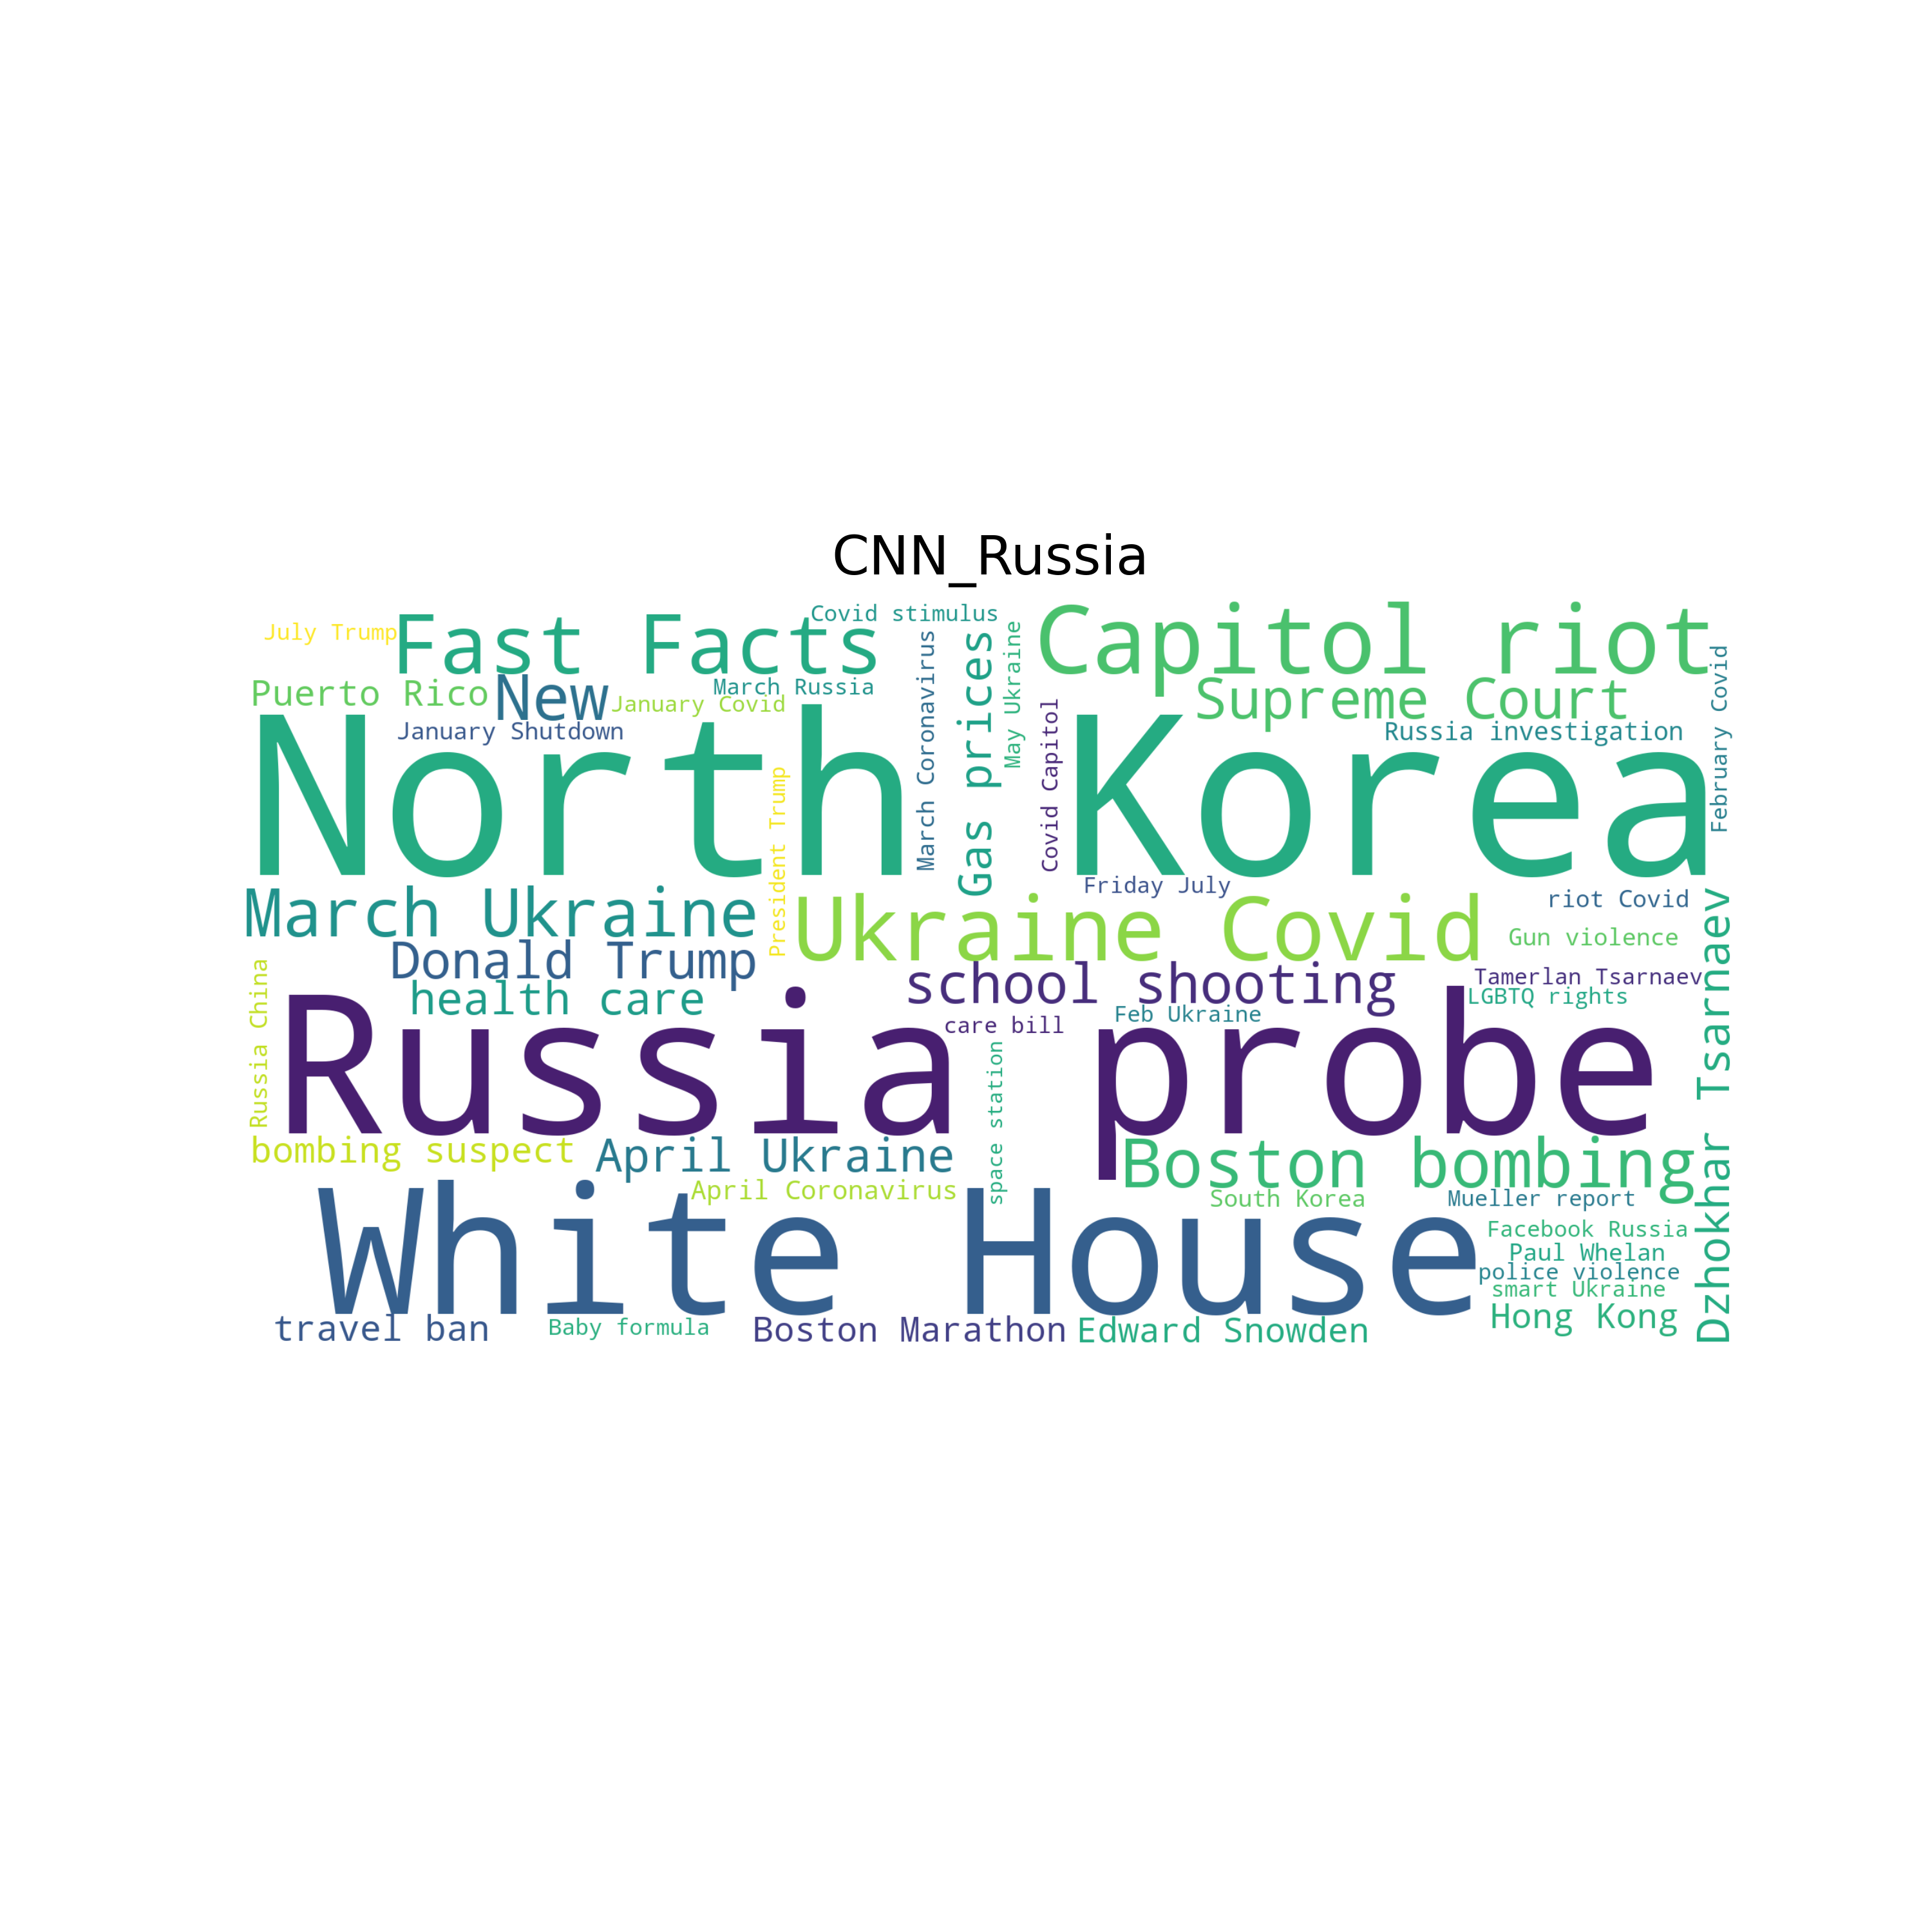 CNN_Russia
Covid stimulus
Capitol riot
July Trump
Fast Facts
Puerto Rico
New
March Russia
January Covid
January Shutdown
March Coronavirus
Gas prices
May Ukraine
Covid Capitol
Supreme Court
Russia investigation
February Covid
North Korea
President Trump
Friday July
March Ukraine
Ukraine Covid
riot Covid
Gun violence
Donald Trump
school shooting
Tamerlan Tsarnaev
LGBTQ rights
health care
Feb Ukraine
care bill
Russia China
Russia probe
space station
Dzhokhar Tsarnaev
bombing suspect
April Ukraine
Boston bombing
April Coronavirus
South Korea
Mueller report
White House
Facebook Russia
Paul Whelan
police violence
smart Ukraine
Hong Kong
travel ban
Baby formula
Boston Marathon
Edward Snowden